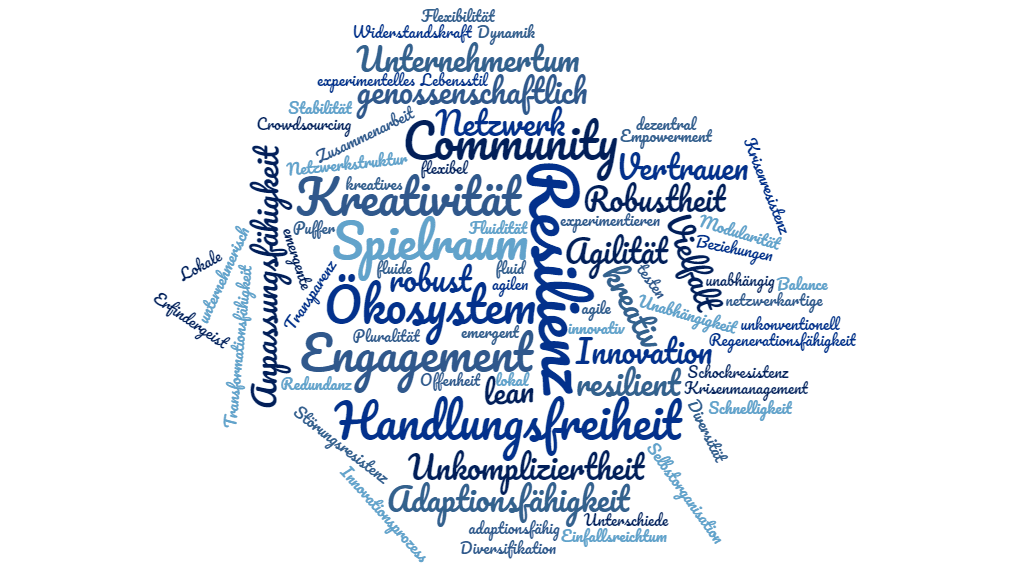 Flexibilität
Widerstandskraft
Dynamik
Unternehmertum
experimentelles Lebensstil
genossenschaftlich
Stabilität
Crowdsourcing
Zusammenarbeit
Netzwerk
Community
dezentral
Empowerment
Netzwerkstruktur
flexibel
Vertrauen
Krisenresistenz
kreatives
Kreativität
Resilienz
Robustheit
Anpassungsfähigkeit
Puffer
Spielraum
Fluidität
experimentieren
Vielfalt
Modularität
Beziehungen
Agilität
emergente
unternehmerisch
Lokale
Transparenz
fluide
robust
fluid
agilen
kreativ
testen
unabhängig
Balance
Erfindergeist
Transformationsfähigkeit
Ökosystem
agile
Unabhängigkeit
netzwerkartige
unkonventionell
Pluralität
emergent
innovativ
Regenerationsfähigkeit
Engagement
Innovation
Redundanz
Offenheit
lokal
lean
resilient
Schockresistenz
Krisenmanagement
Störungsresistenz
Handlungsfreiheit
Diversität
Schnelligkeit
Unkompliziertheit
Selbstorganisation
Innovationsprozess
Adaptionsfähigkeit
adaptionsfähig
Unterschiede
Einfallsreichtum
Diversifikation